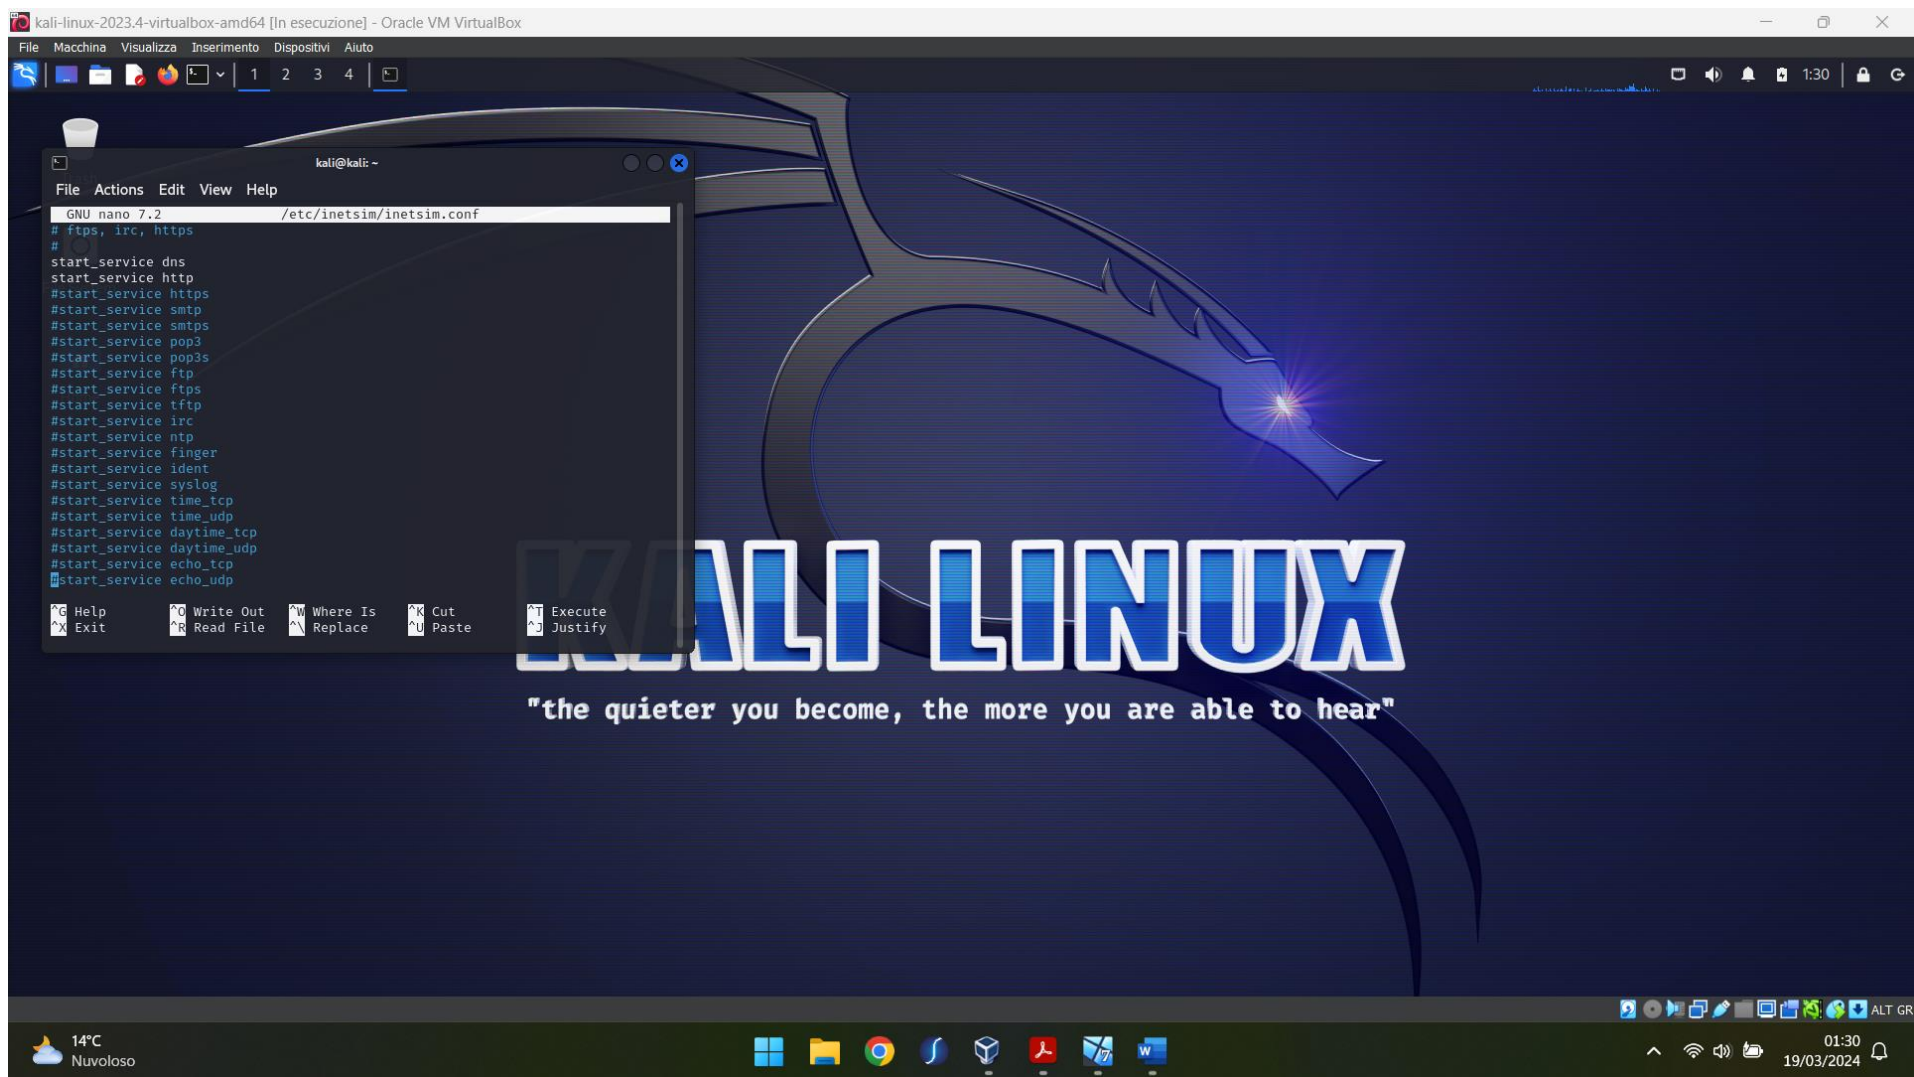 kali-linux-2023.4-virtualbox-amd64 [In esecuzione] - Oracle VM VirtualBox
File Macchina Visualizza Inserimento Dispositivi Aiuto
1 2 3 4
1:30
kali@kali: ~
File Actions Edit View Help
GNU nano 7.2 /etc/inetsim/inetsim.conf
# ftps, irc, https
#
start_service dns
start_service http
#start_service https
#start_service smtp
#start_service smtps
#start_service pop3
#start_service pop3s
#start_service ftp
#start_service ftps
#start_service tftp
#start_service irc
#start_service ntp
#start_service finger
#start_service ident
#start_service syslog
#start_service time_tcp
#start_service time_udp
#start_service daytime_tcp
#start_service daytime_udp
#start_service echo_tcp
#start_service echo_udp
^G Help ^O Write Out ^W Where Is ^K Cut ^T Execute
^X Exit ^R Read File ^\ Replace ^U Paste ^J Justify
KALI LINUX
"the quieter you become, the more you are able to hear"
ALT GR
14°C
Nuvoloso
01:30
19/03/2024